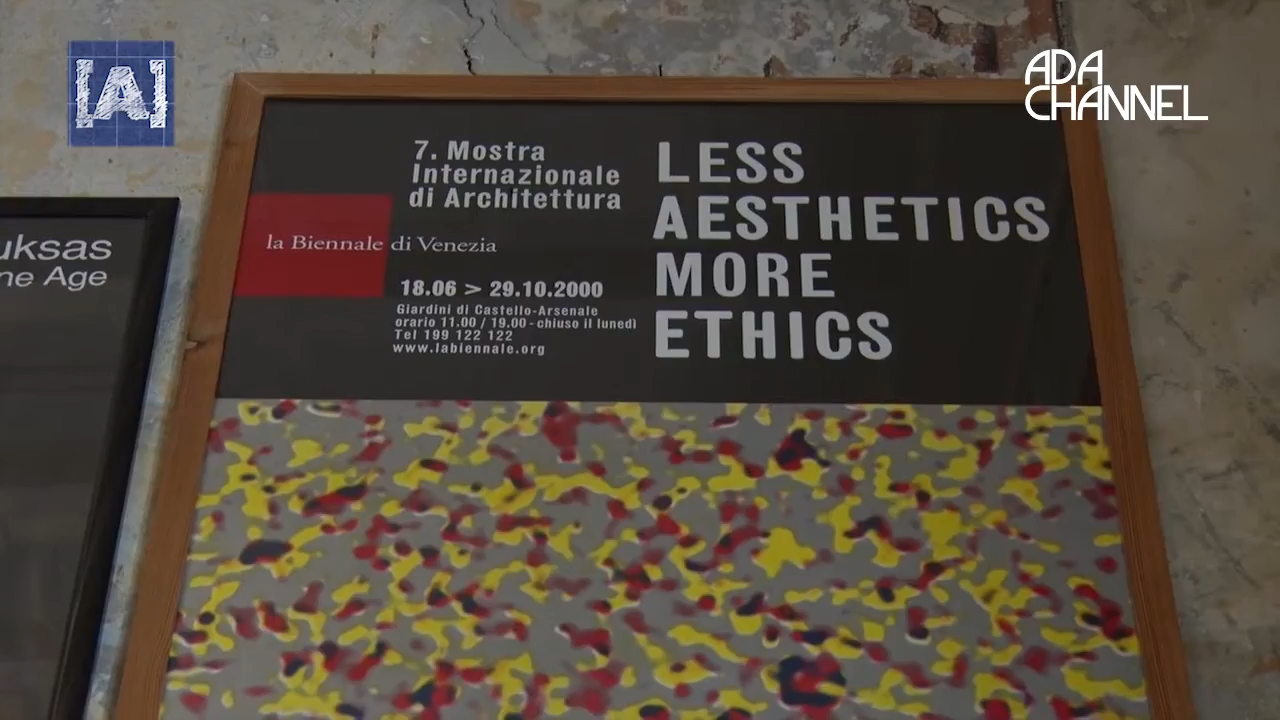 [A]
ADA
CHANNEL
uksas
ne Age
7. Mostra
Internazionale
di Architettura
la Biennale di Venezia
18.06 > 29.10.2000
Giardini di Castello-Arsenale
orario 11.00 / 19.00 - chiuso il lunedì
Tel 199 122 122
www.labiennale.org
LESS
AESTHETICS
MORE
ETHICS